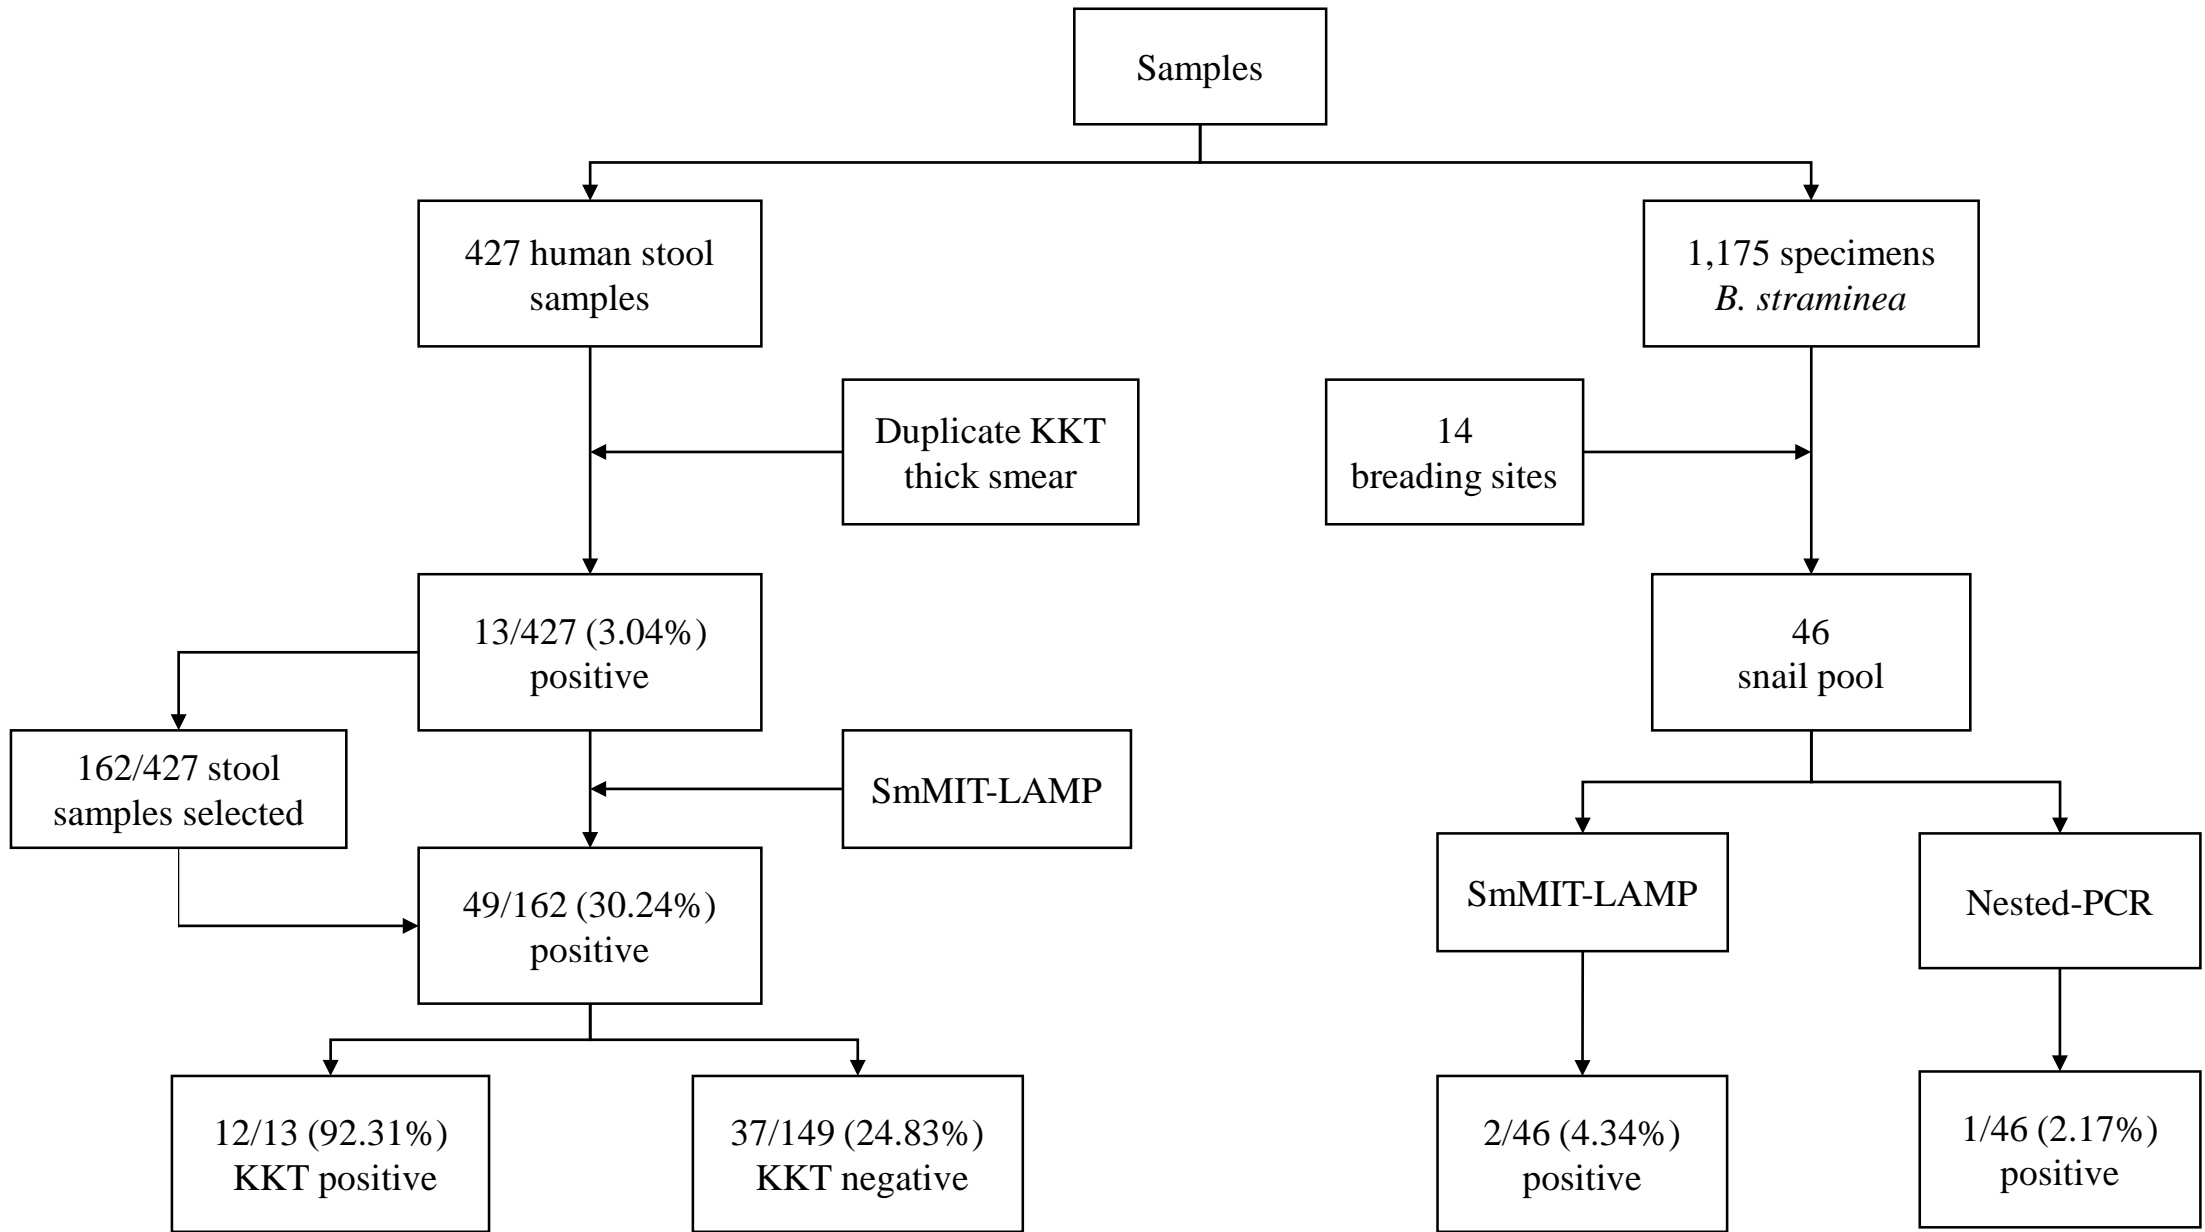 Samples
427 human stool
samples
1,175 specimens
B. straminea
Duplicate KKT
thick smear
14
breading sites
13/427 (3.04%)
positive
46
snail pool
162/427 stool
samples selected
SmMIT-LAMP
49/162 (30.24%)
positive
SmMIT-LAMP
Nested-PCR
12/13 (92.31%)
KKT positive
37/149 (24.83%)
KKT negative
2/46 (4.34%)
positive
1/46 (2.17%)
positive